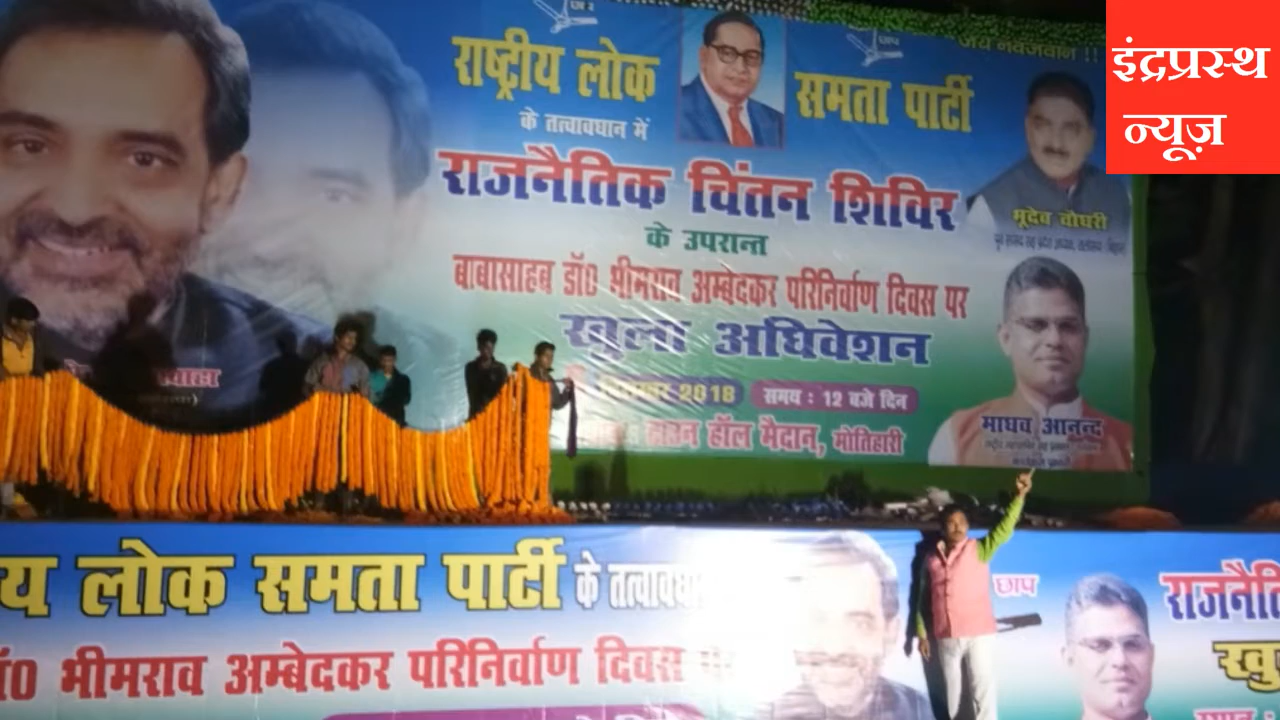 छाप
छाप
जय नवजवान !!
इंद्रप्रस्थ
न्यूज़
राष्ट्रीय लोक
समता पार्टी
के तत्वावधान में
राजनैतिक चिंतन शिविर
के उपरान्त
भूदेव चौधरी
बाबासाहब डॉ0 भीमराव अम्बेदकर परिनिर्वाण दिवस पर
खुला अधिवेशन
2018
समय : 12 बजे दिन
टाउन हॉल मैदान, मोतिहारी
माधव आनन्द
य लोक समता पार्टी के तत्वावधा
छाप
राजनैति
डॉ0 भीमराव अम्बेदकर परिनिर्वाण दिवस
खु